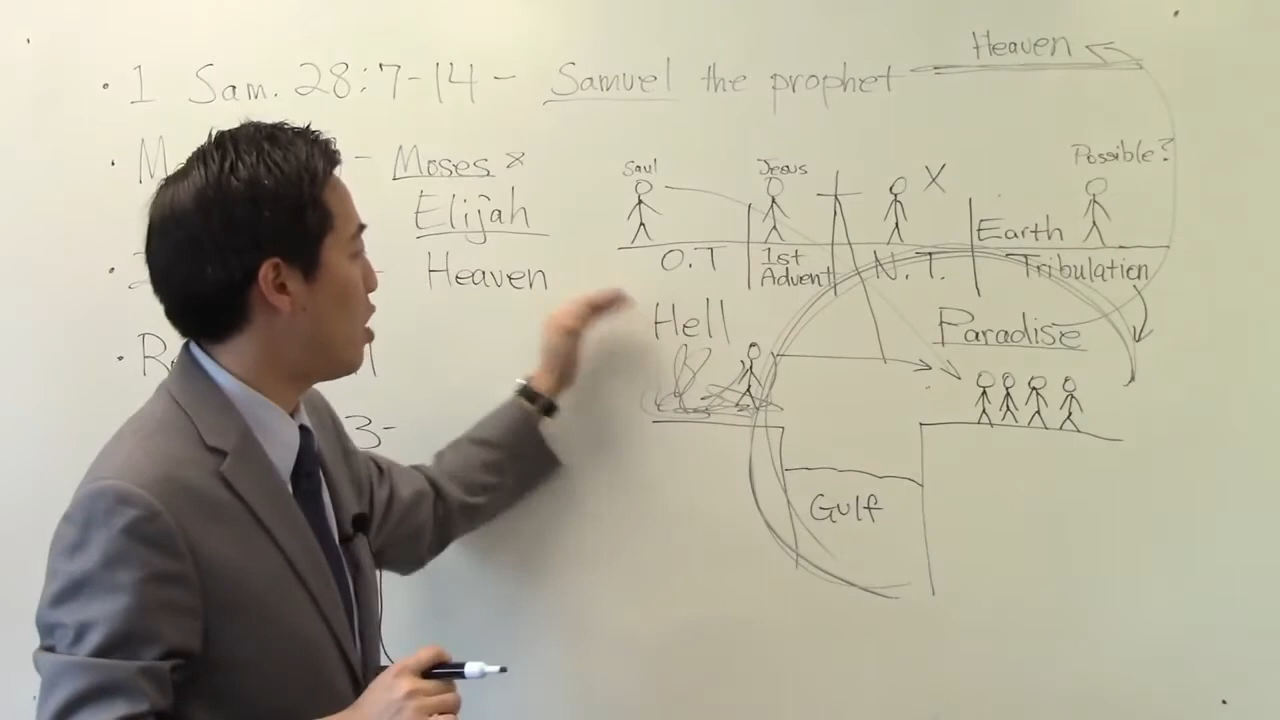 · 1 Sam. 28:7-14 - Samuel the prophet
Heaven
Moses x
Elijah
Heaven
3-
Saul
Jesus
X
Possible?
Earth
O.T
1st
Advent
N.T.
Tribulation
Hell
Paradise
Gulf